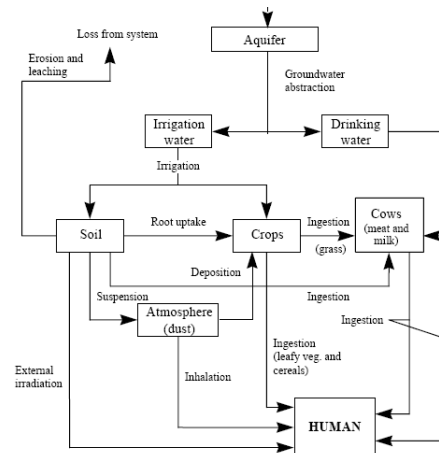 Loss from system
Erosion and
leaching
Aquifer
Groundwater
abstraction
Irrigation
water
Drinking
water
Irrigation
Soil
Root uptake
Crops
Ingestion
(grass)
Cows
(meat and
milk)
Deposition
Suspension
Ingestion
Atmosphere
(dust)
Ingestion
External
irradiation
Inhalation
Ingestion
(leafy veg. and
cereals)
HUMAN